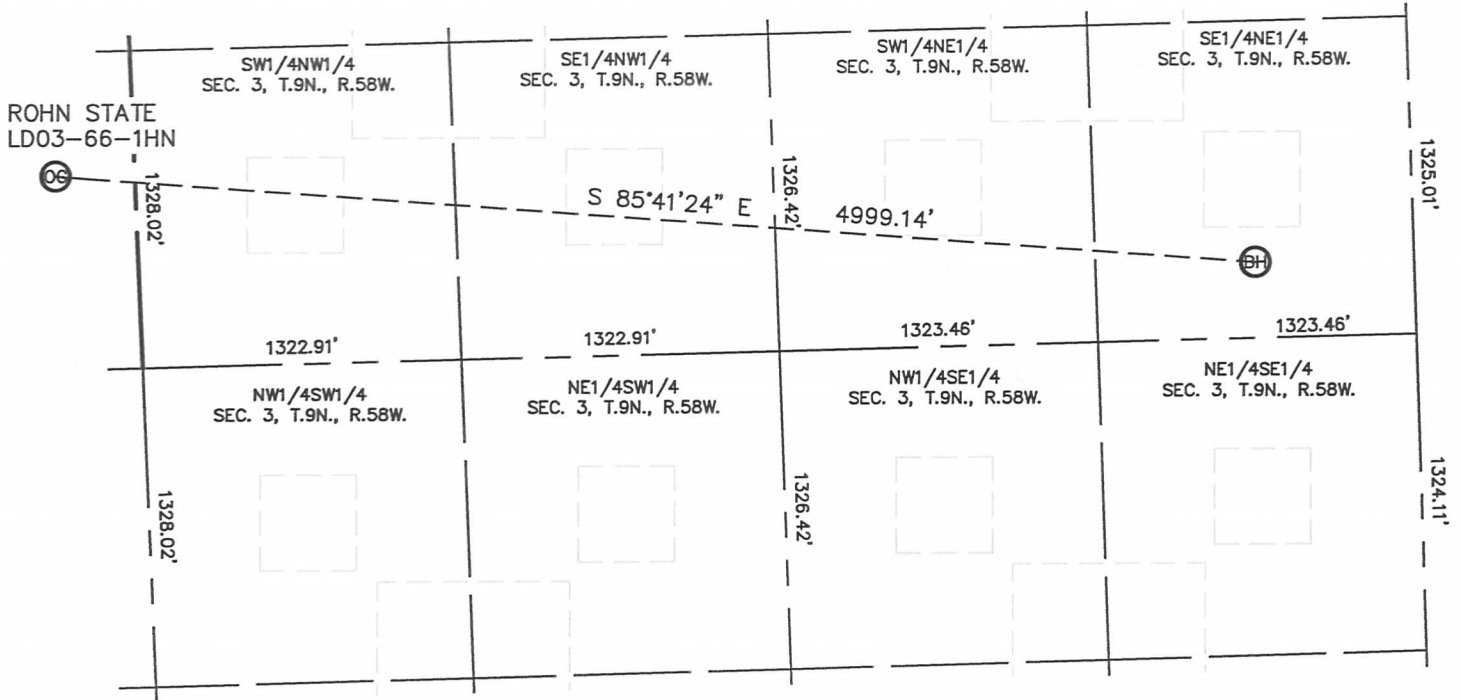 SW1/4NW1/4
SEC. 3, T.9N., R.58W.
SE1/4NW1/4
SEC. 3, T.9N., R.58W.
SW1/4NE1/4
SEC. 3, T.9N., R.58W.
SE1/4NE1/4
SEC. 3, T.9N., R.58W.
ROHN STATE
LD03-66-1HN
OG
1328.02'
S 85°41'24" E
1326.42'
4999.14'
1325.01'
BH
1322.91'
1322.91'
1323.46'
1323.46'
NW1/4SW1/4
SEC. 3, T.9N., R.58W.
NE1/4SW1/4
SEC. 3, T.9N., R.58W.
NW1/4SE1/4
SEC. 3, T.9N., R.58W.
NE1/4SE1/4
SEC. 3, T.9N., R.58W.
1328.02'
1326.42'
1324.11'